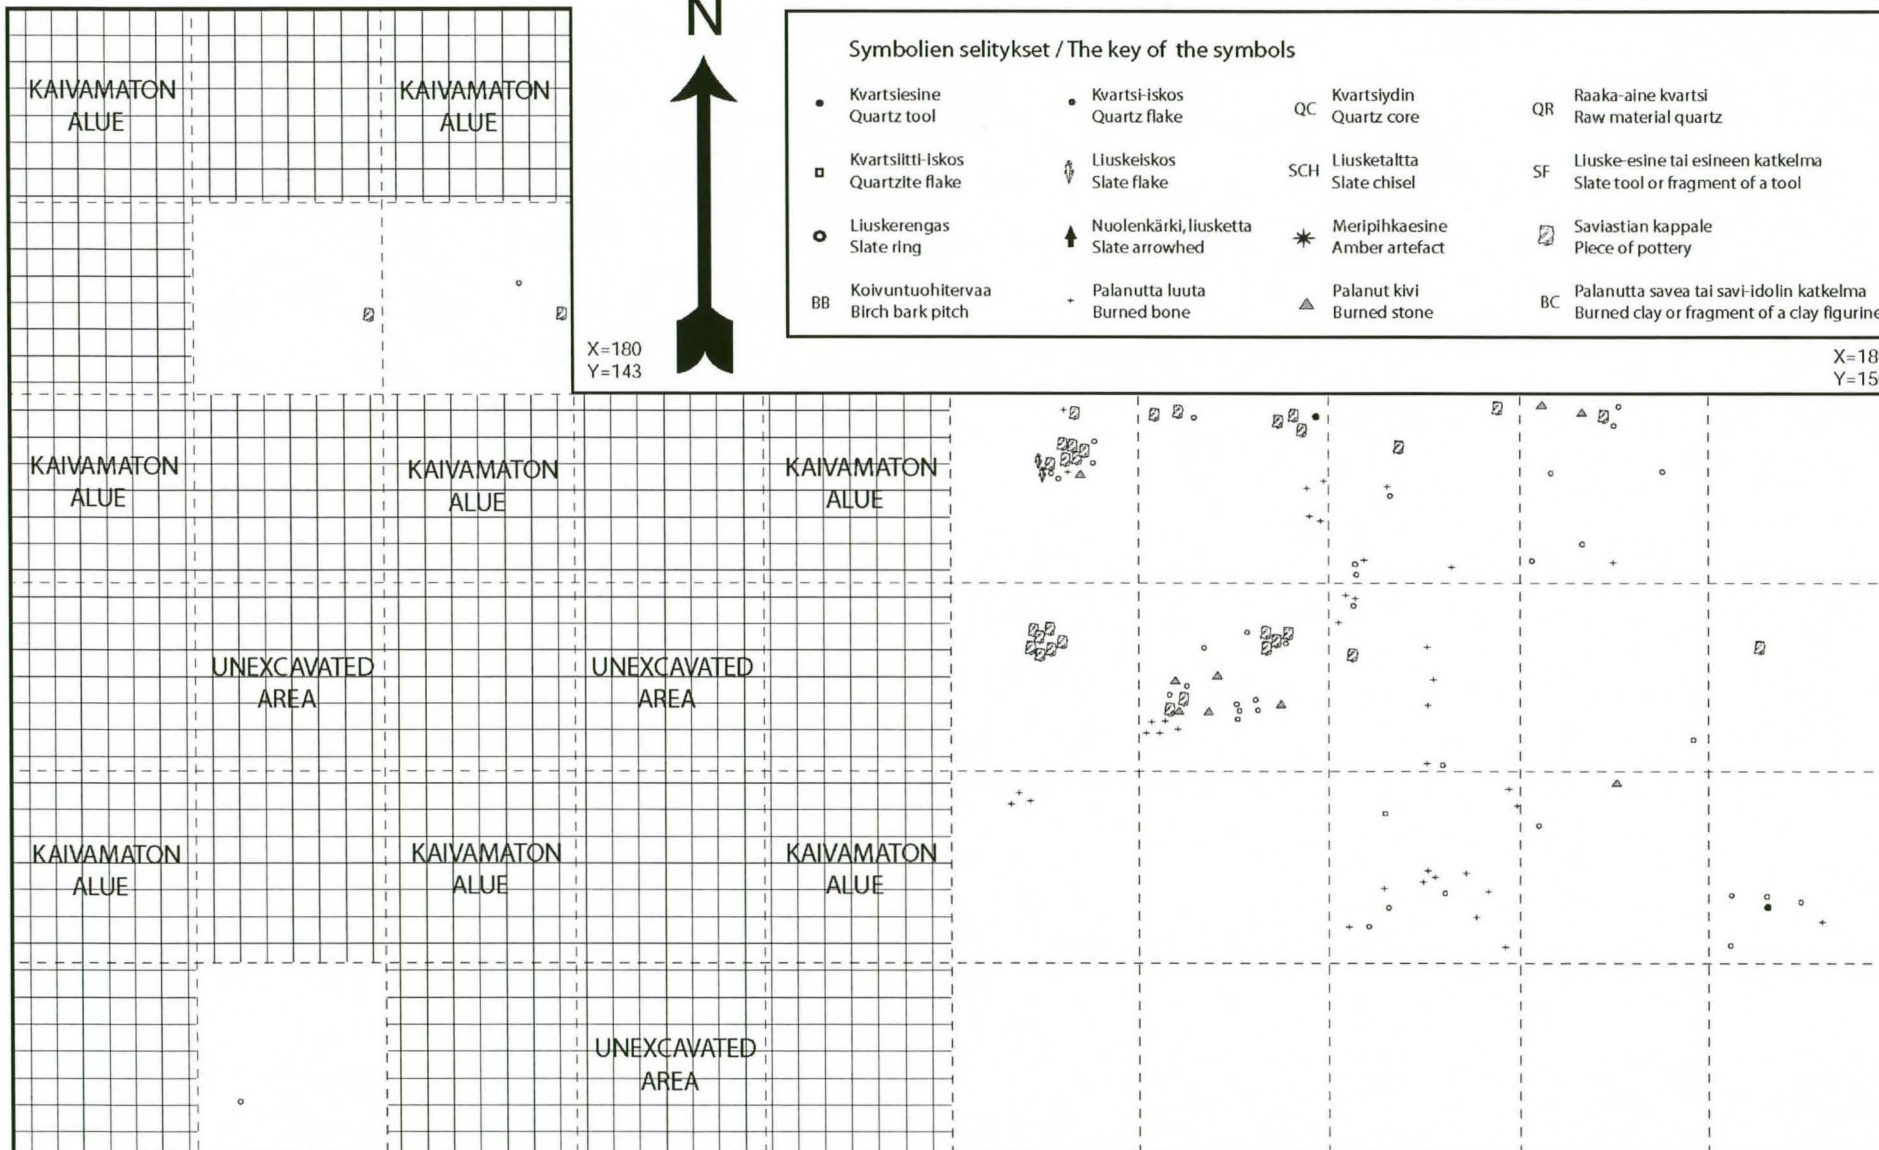 N
Symbolien selitykset / The key of the symbols
Kvartsiesine
Quartz tool
Kvartsi-iskos
Quartz flake
QC
Kvartsiydin
Quartz core
QR
Raaka-aine kvartsi
Raw material quartz
Kvartsiitti-iskos
Quartzite flake
Liuskeiskos
Slate flake
SCH
Liusketaltta
Slate chisel
SF
Liuske-esine tai esineen katkelma
Slate tool or fragment of a tool
Liuskerengas
Slate ring
Nuolenkärki, liusketta
Slate arrowhed
Meripihkaesine
Amber artefact
Saviastian kappale
Piece of pottery
BB
Koivuntuohitervaa
Birch bark pitch
Palanutta luuta
Burned bone
Palanut kivi
Burned stone
BC
Palanutta savea tai savi-idolin katkelma
Burned clay or fragment of a clay figurine
X=180
Y=143
X=18
Y=15
KAIVAMATON
ALUE
KAIVAMATON
ALUE
KAIVAMATON
ALUE
KAIVAMATON
ALUE
KAIVAMATON
ALUE
UNEXCAVATED
AREA
UNEXCAVATED
AREA
KAIVAMATON
ALUE
KAIVAMATON
ALUE
KAIVAMATON
ALUE
UNEXCAVATED
AREA